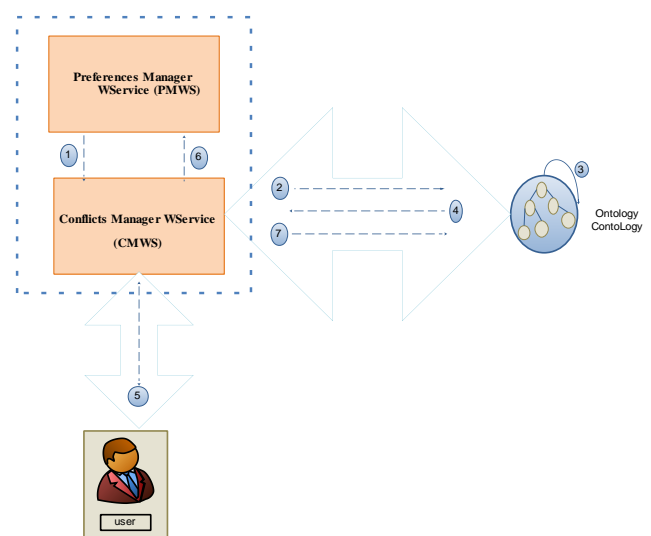 Preferences Manager
WService (PMWS)
1
6
Conflicts Manager WService
(CMWS)
2
4
7
3
Ontology
ContoLogy
5
user